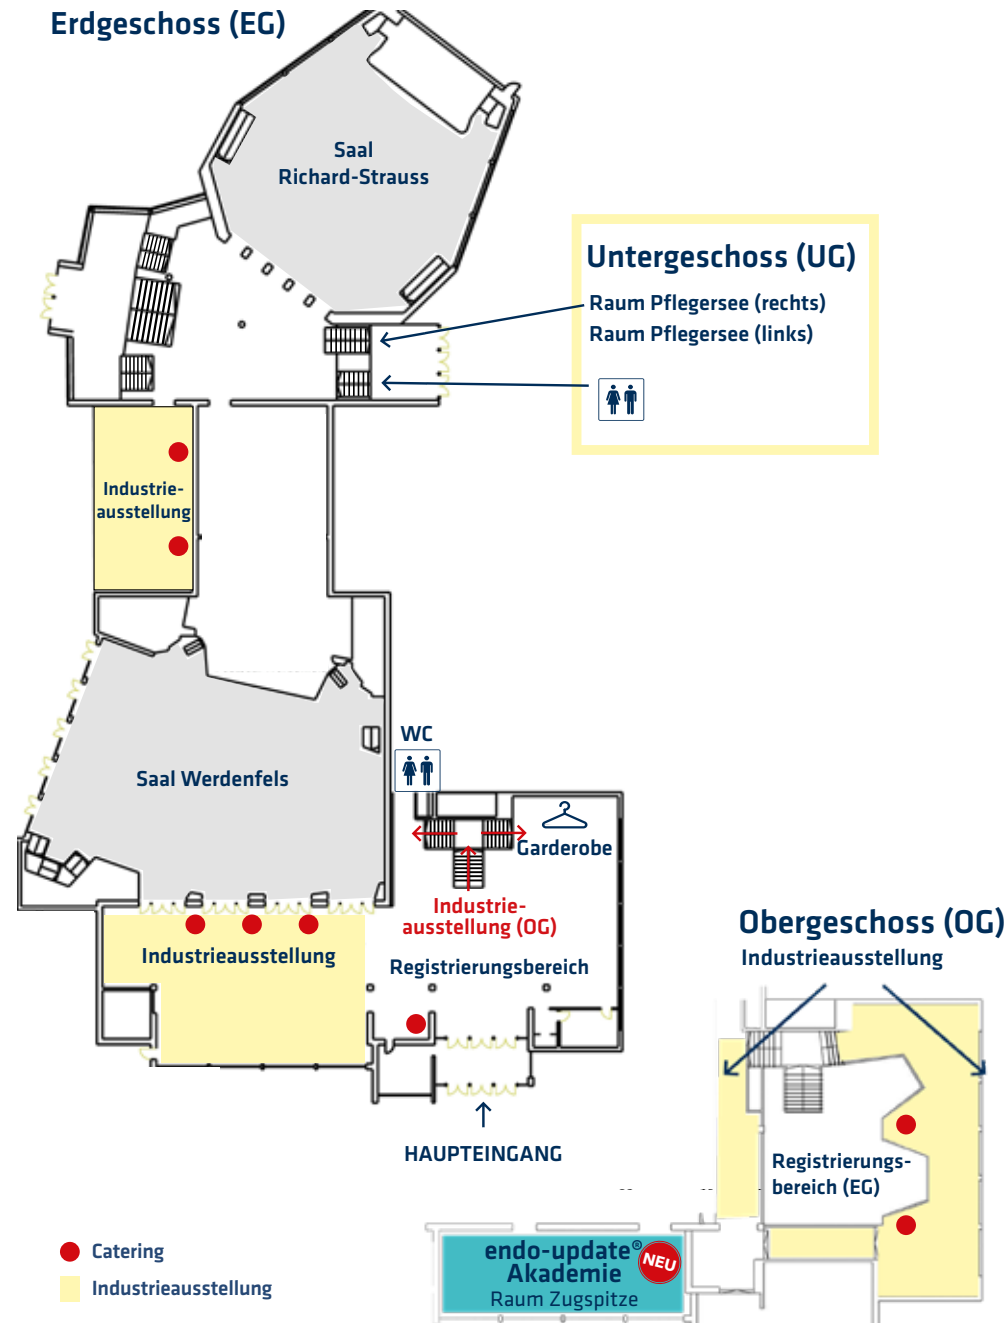 Erdgeschoss (EG)
Saal
Richard-Strauss
Untergeschoss (UG)
Raum Pflegersee (rechts)
Raum Pflegersee (links)
Industrie-
ausstellung
WC
Saal Werdenfels
Garderobe
Industrie-
ausstellung (OG)
Industrieausstellung
Registrierungsbereich
HAUPTEINGANG
Obergeschoss (OG)
Industrieausstellung
Registrierungs-
bereich (EG)
endo-update®
Akademie
Raum Zugspitze
NEU
Catering
Industrieausstellung